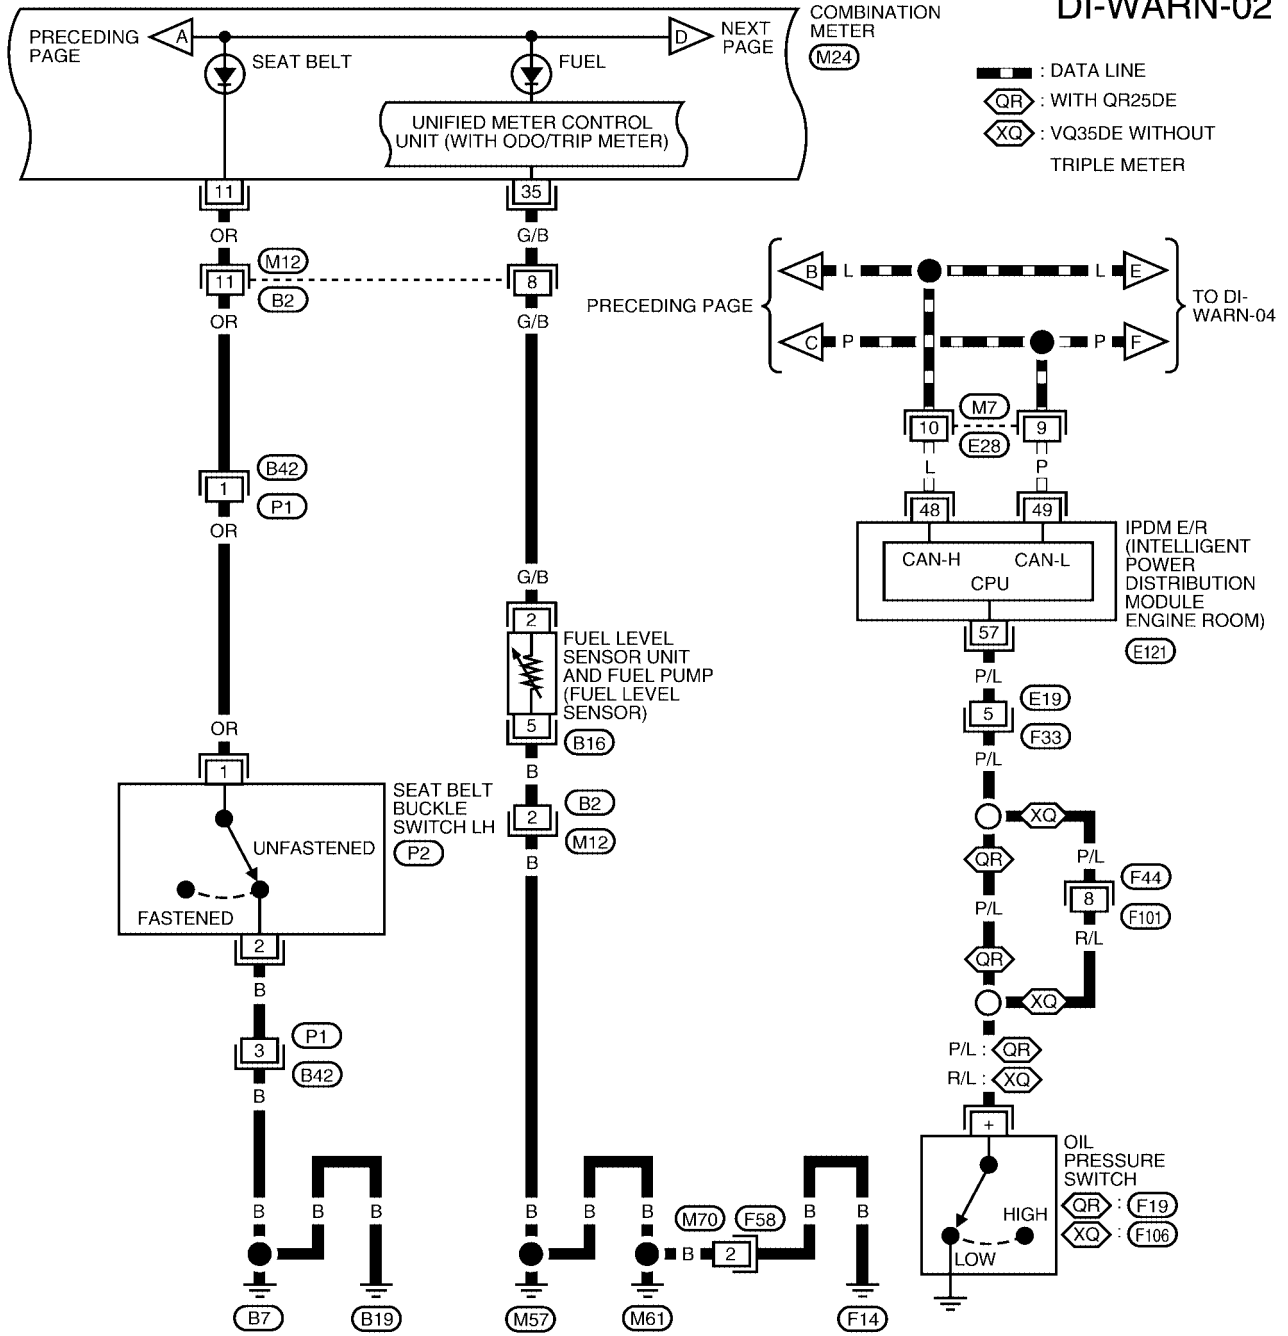 DI-WARN-02
PRECEDING
PAGE
A
SEAT BELT
FUEL
D
NEXT
PAGE
COMBINATION
METER
M24
: DATA LINE
QR : WITH QR25DE
XQ : VQ35DE WITHOUT
TRIPLE METER
UNIFIED METER CONTROL
UNIT (WITH ODO/TRIP METER)
11
35
OR
G/B
11
M12
B2
8
OR
G/B
B42
1
P1
OR
G/B
2
FUEL LEVEL
SENSOR UNIT
AND FUEL PUMP
(FUEL LEVEL
SENSOR)
5
B16
B
B2
2
M12
B
OR
1
SEAT BELT
BUCKLE
SWITCH LH
P2
UNFASTENED
FASTENED
2
B
P1
3
B42
B
B
B
B
B7
B19
B
B
B
M57
M61
M70
F58
B
2
B
B
F14
PRECEDING PAGE
B
L
L
E
C
P
P
F
TO DI-
WARN-04
10
M7
E28
9
L
P
48
49
CAN-H
CAN-L
CPU
IPDM E/R
(INTELLIGENT
POWER
DISTRIBUTION
MODULE
ENGINE ROOM)
E121
57
P/L
E19
5
F33
P/L
XQ
QR
P/L
F44
8
F101
P/L
R/L
QR
XQ
P/L : QR
R/L : XQ
+
OIL
PRESSURE
SWITCH
QR : F19
XQ : F106
HIGH
LOW